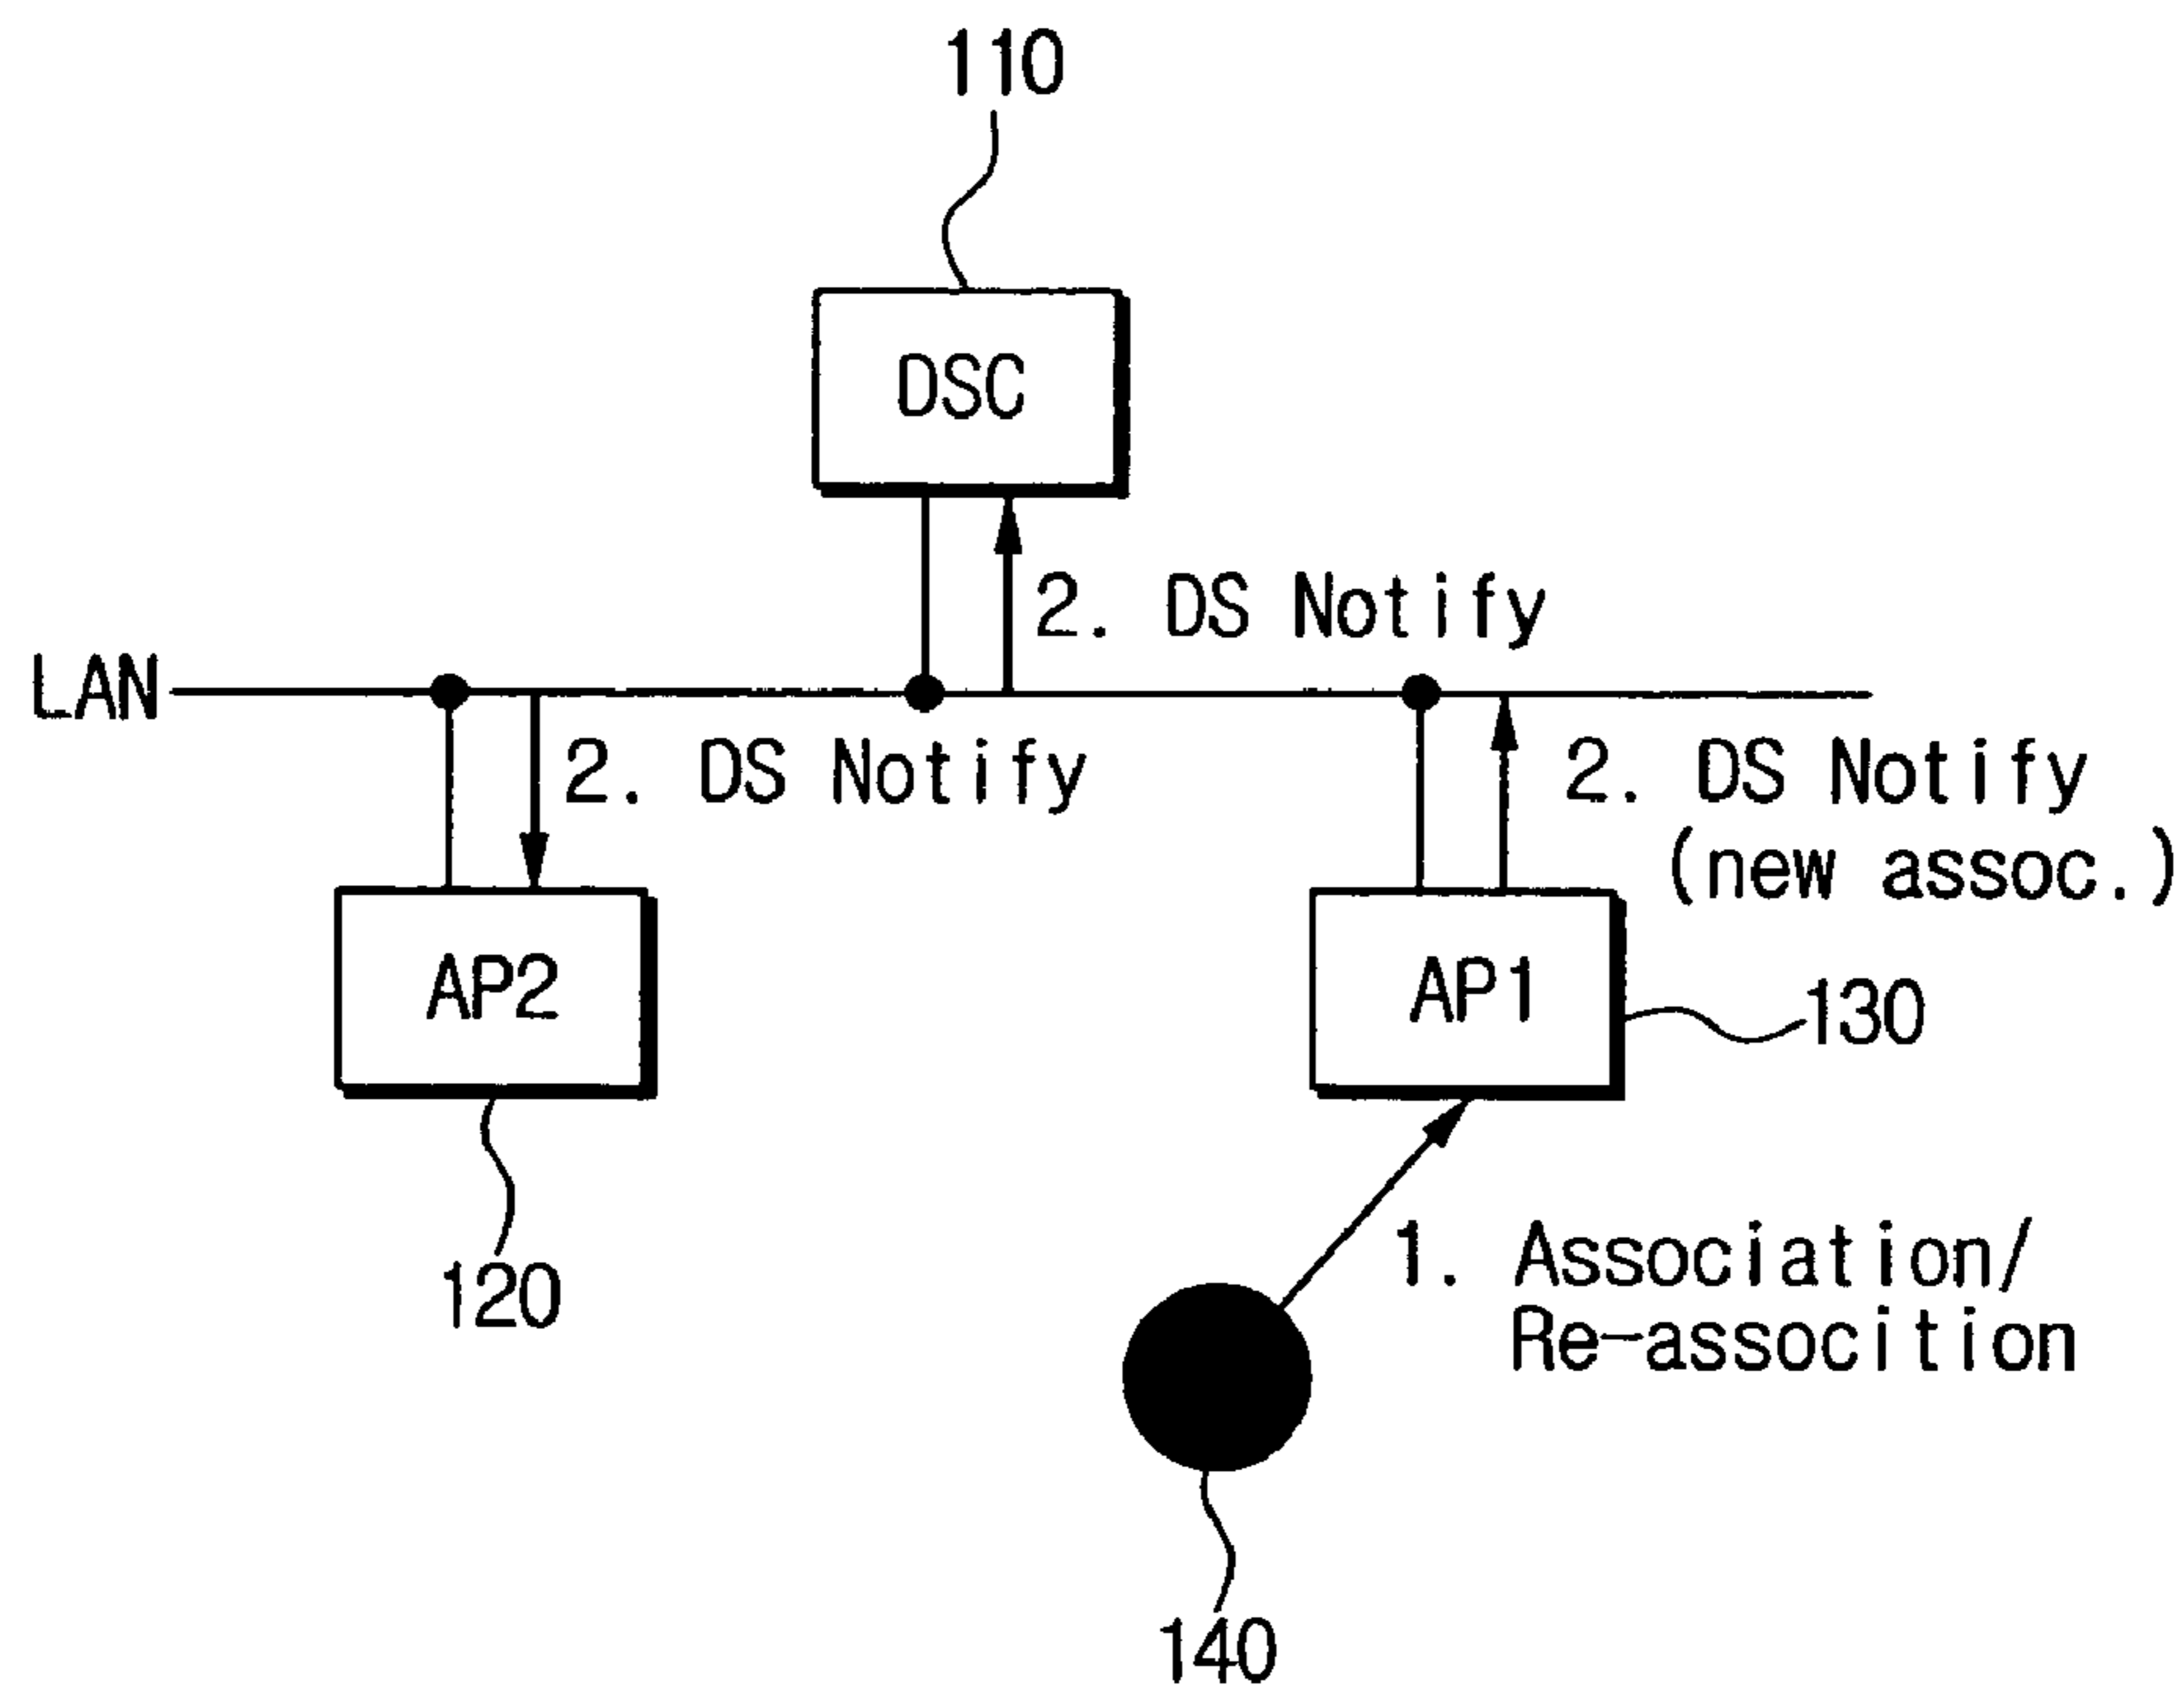 110
DSC
2. DS Notify
LAN
2. DS Notify
2. DS Notify
(new assoc.)
AP2
AP1
130
1. Association/
Re-assocition
120
140